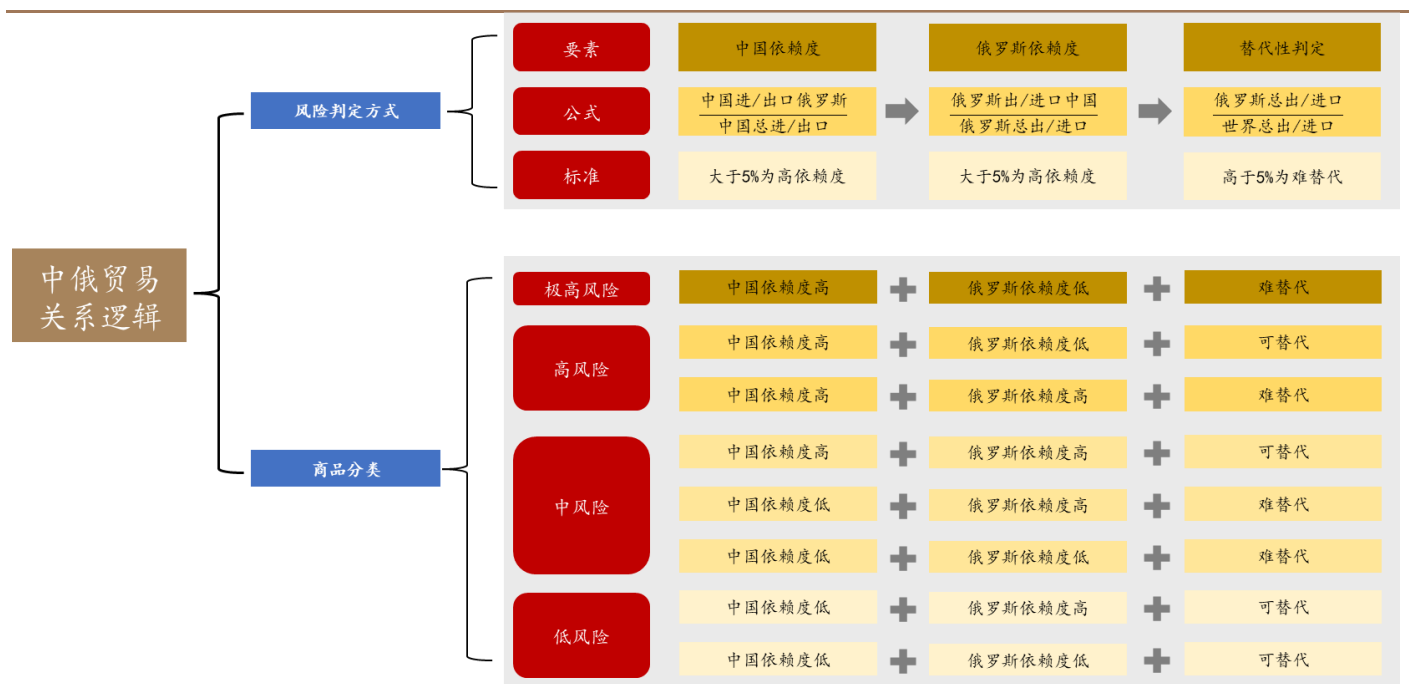 中俄贸易
关系逻辑
风险判定方式
要素
中国依赖度
俄罗斯依赖度
替代性判定
公式
中国进/出口俄罗斯
中国总进/出口
俄罗斯出/进口中国
俄罗斯总出/进口
俄罗斯总出/进口
世界总出/进口
标准
大于5%为高依赖度
大于5%为高依赖度
高于5%为难替代
商品分类
极高风险
中国依赖度高
俄罗斯依赖度低
难替代
高风险
中国依赖度高
俄罗斯依赖度低
可替代
中国依赖度高
俄罗斯依赖度高
难替代
中风险
中国依赖度高
俄罗斯依赖度高
可替代
中国依赖度低
俄罗斯依赖度高
难替代
中国依赖度低
俄罗斯依赖度低
难替代
低风险
中国依赖度低
俄罗斯依赖度高
可替代
中国依赖度低
俄罗斯依赖度低
可替代